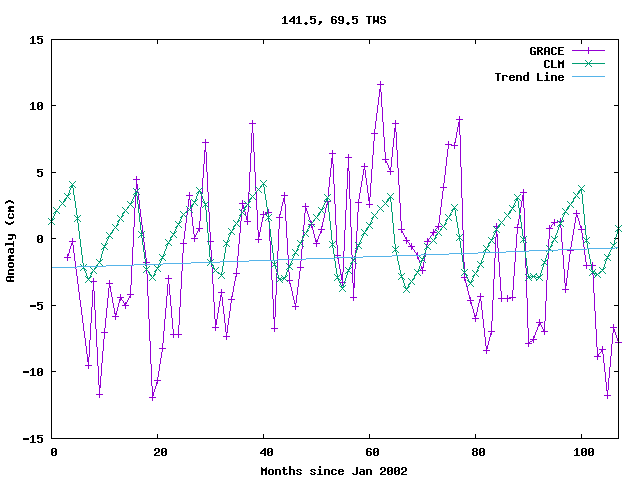 141.5, 69.5 TWS
GRACE
CLM
Trend Line
15
10
5
0
-5
-10
-15
Anomaly (cm)
0 20 40 60 80 100
Months since Jan 2002